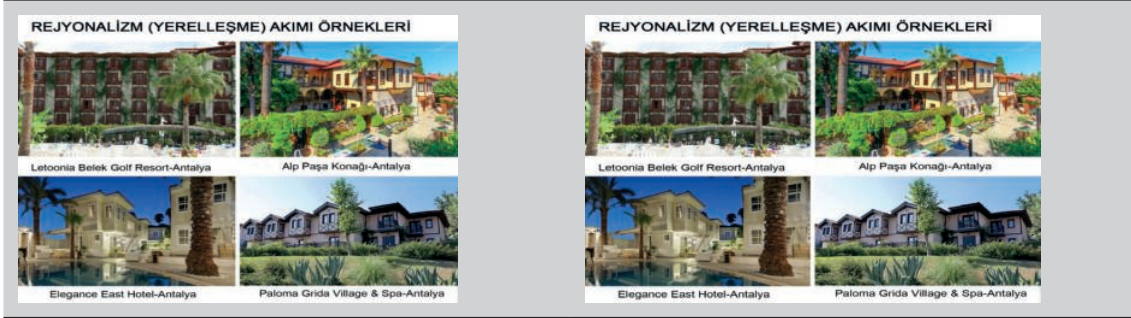 REJYONALİZM (YERELLEŞME) AKIMI ÖRNEKLERİ
Letoonia Belek Golf Resort-Antalya
Alp Paşa Konağı-Antalya
Elegance East Hotel-Antalya
Paloma Grida Village & Spa-Antalya
REJYONALİZM (YERELLEŞME) AKIMI ÖRNEKLERİ
Letoonia Belek Golf Resort-Antalya
Alp Paşa Konağı-Antalya
Elegance East Hotel-Antalya
Paloma Grida Village & Spa-Antalya